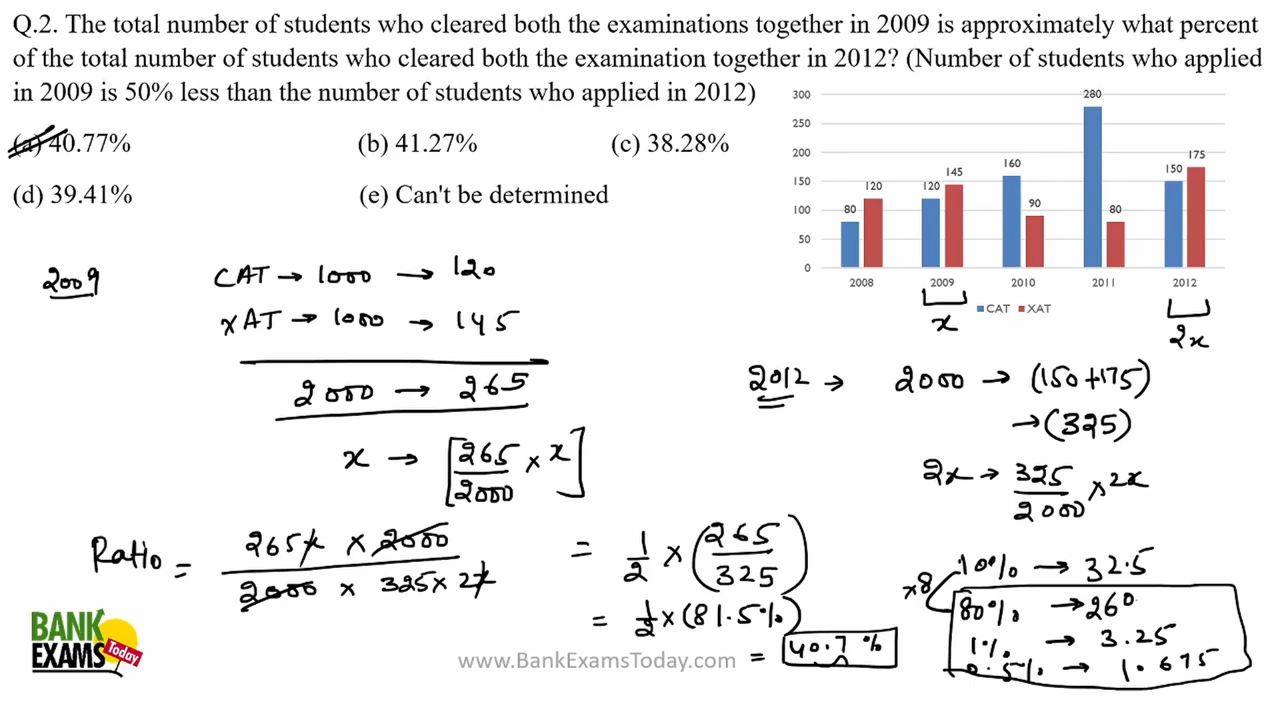 Q.2. The total number of students who cleared both the examinations together in 2009 is approximately what percent
of the total number of students who cleared both the examination together in 2012? (Number of students who applied
in 2009 is 50% less than the number of students who applied in 2012)
(a) 40.77% (b) 41.27% (c) 38.28%
(d) 39.41% (e) Can't be determined
300
250
200
150
100
50
0
80 120 120 145 160 90 280 80 150 175
2008 2009 2010 2011 2012
CAT XAT
x 2x
2009
CAT → 1000 → 120
XAT → 1000 → 145
2000 → 265
x → [265/2000 × x]
2012 → 2000 → (150+175)
→ (325)
2x → 325/2000 × 2x
Ratio = 265x × 2000 / 2000 × 325 × 2x = 1/2 × (265/325)
= 1/2 × (81.5%)
= 40.7 %
×8
10% → 32.5
80% → 260
1% → 3.25
0.5% → 1.675
BANK
EXAMS Today
www.BankExamsToday.com